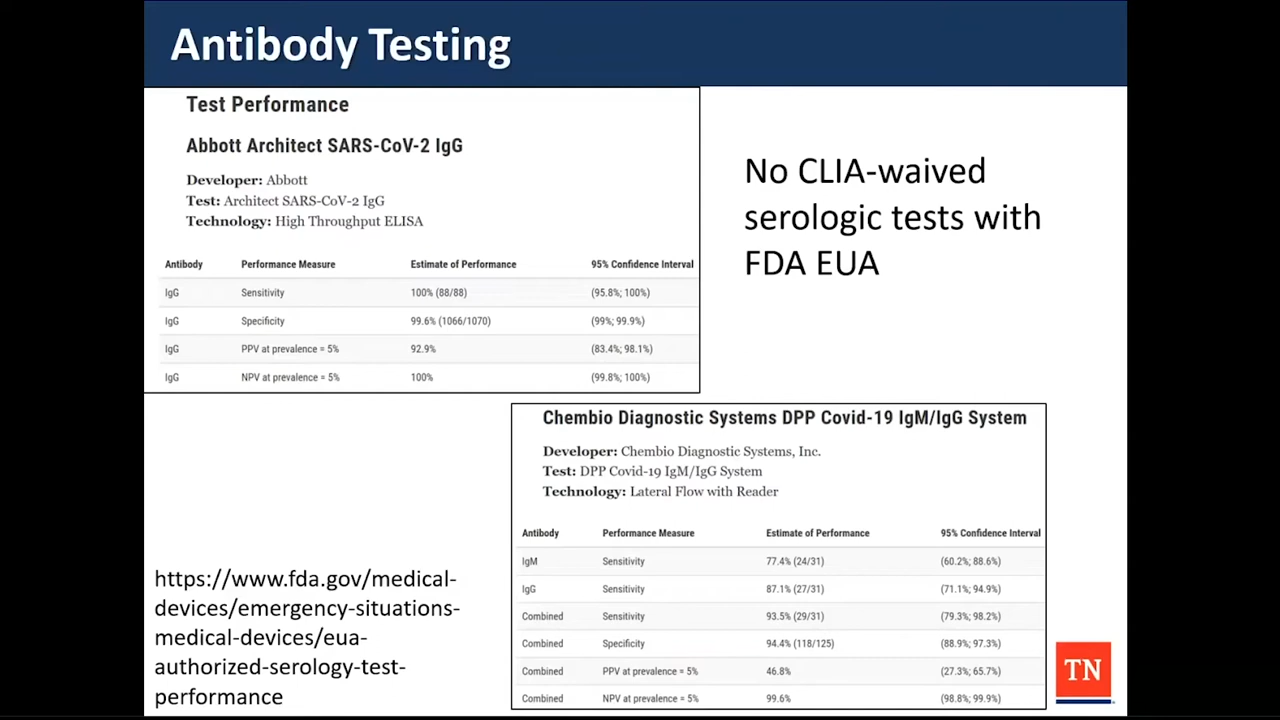 Antibody Testing
Test Performance
Abbott Architect SARS-CoV-2 IgG
Developer: Abbott
Test: Architect SARS-CoV-2 IgG
Technology: High Throughput ELISA
Antibody Performance Measure Estimate of Performance 95% Confidence Interval
IgG Sensitivity 100% (88/88) (95.8%; 100%)
IgG Specificity 99.6% (1066/1070) (99%; 99.9%)
IgG PPV at prevalence = 5% 92.9% (83.4%; 98.1%)
IgG NPV at prevalence = 5% 100% (99.8%; 100%)
No CLIA-waived
serologic tests with
FDA EUA
Chembio Diagnostic Systems DPP Covid-19 IgM/IgG System
Developer: Chembio Diagnostic Systems, Inc.
Test: DPP Covid-19 IgM/IgG System
Technology: Lateral Flow with Reader
Antibody Performance Measure Estimate of Performance 95% Confidence Interval
IgM Sensitivity 77.4% (24/31) (60.2%; 88.6%)
IgG Sensitivity 87.1% (27/31) (71.1%; 94.9%)
Combined Sensitivity 93.5% (29/31) (79.3%; 98.2%)
Combined Specificity 94.4% (118/125) (88.9%; 97.3%)
Combined PPV at prevalence = 5% 46.8% (27.3%; 65.7%)
Combined NPV at prevalence = 5% 99.6% (98.8%; 99.9%)
https://www.fda.gov/medical-
devices/emergency-situations-
medical-devices/eua-
authorized-serology-test-
performance
TN